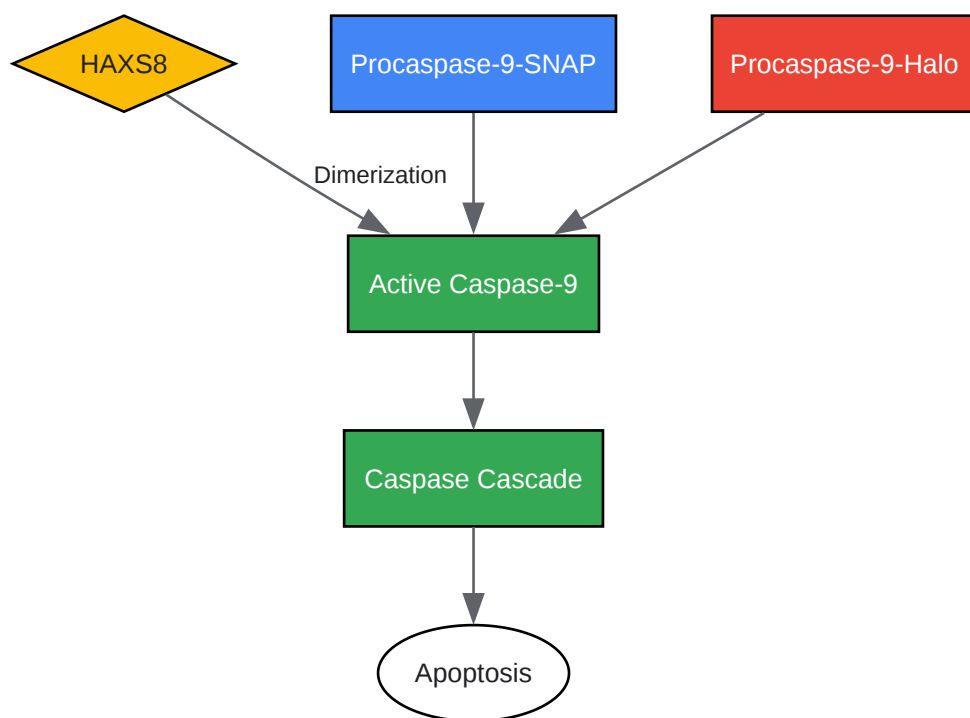 HAXS8
Procaspase-9-SNAP
Procaspase-9-Halo
Dimerization
Active Caspase-9
Caspase Cascade
Apoptosis